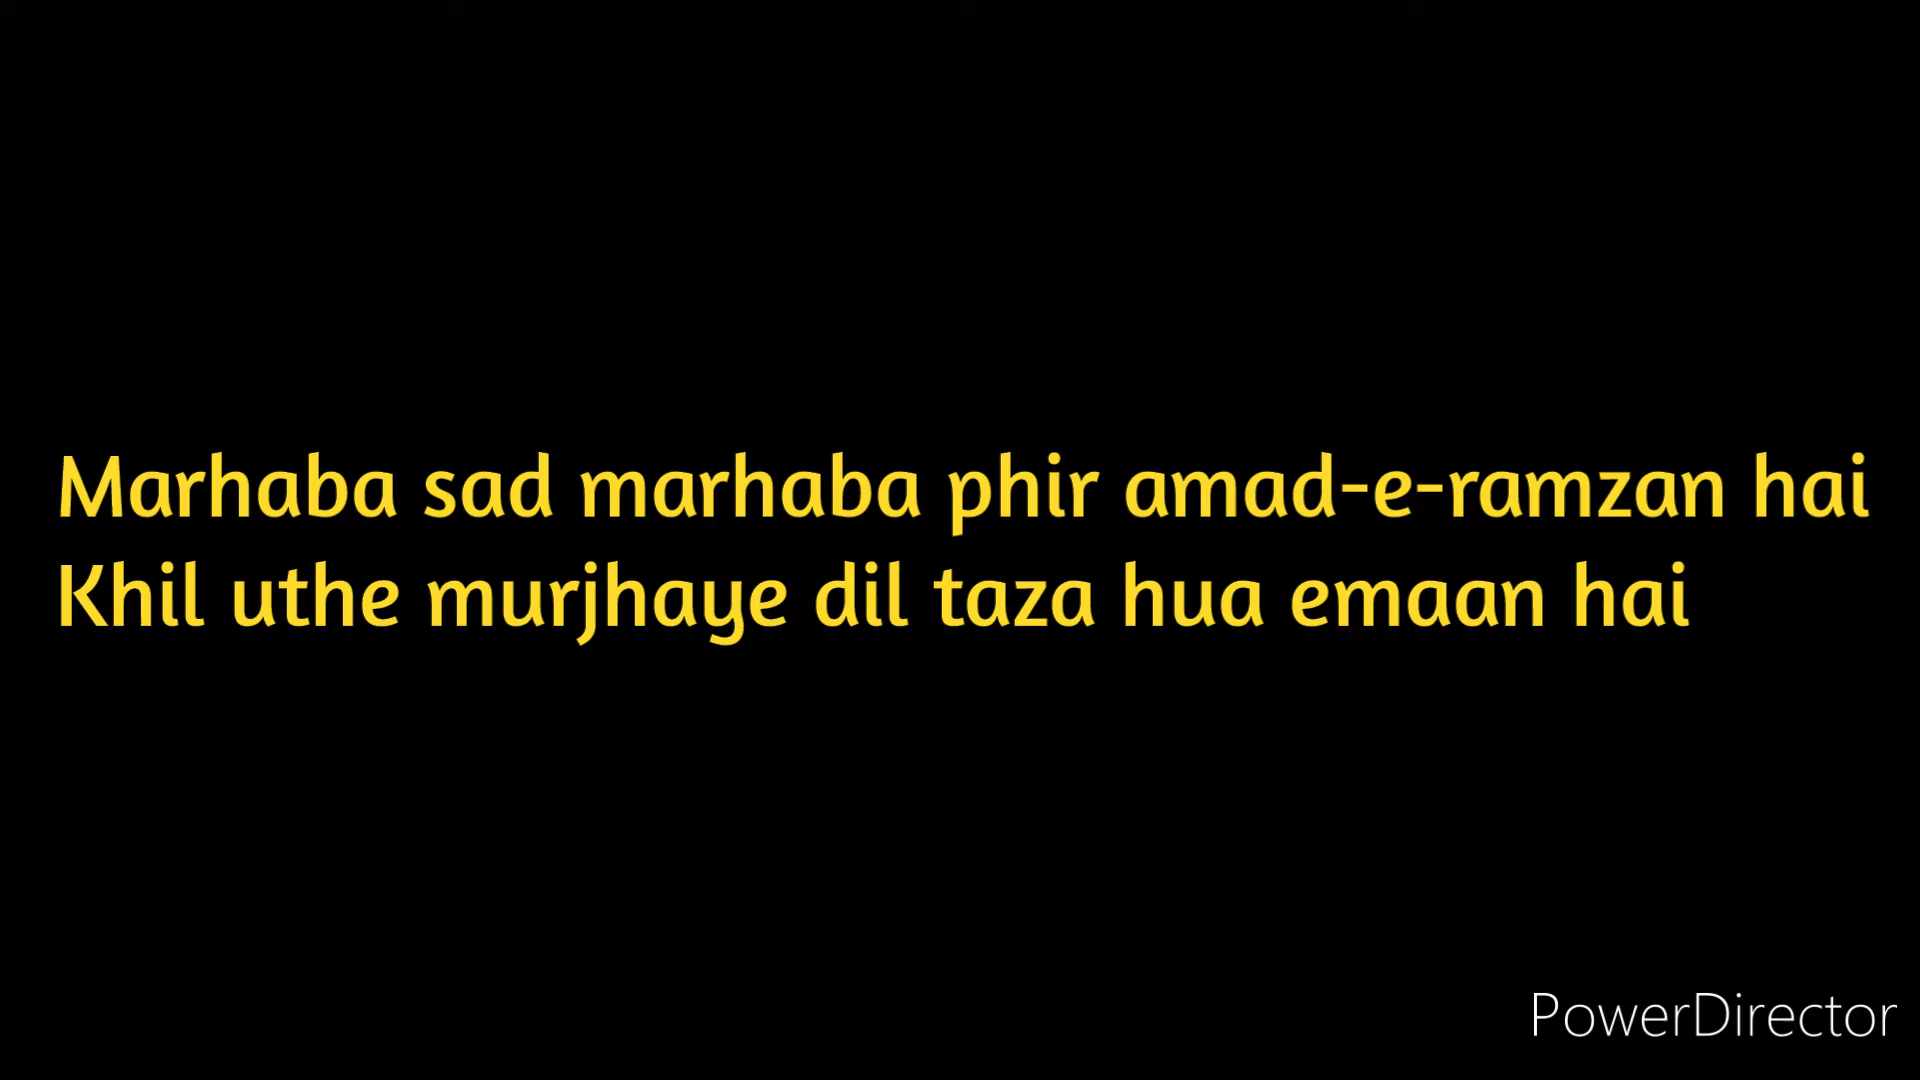 Marhaba sad marhaba phir amad-e-ramzan hai
Khil uthe murjhaye dil taza hua emaan hai
PowerDirector